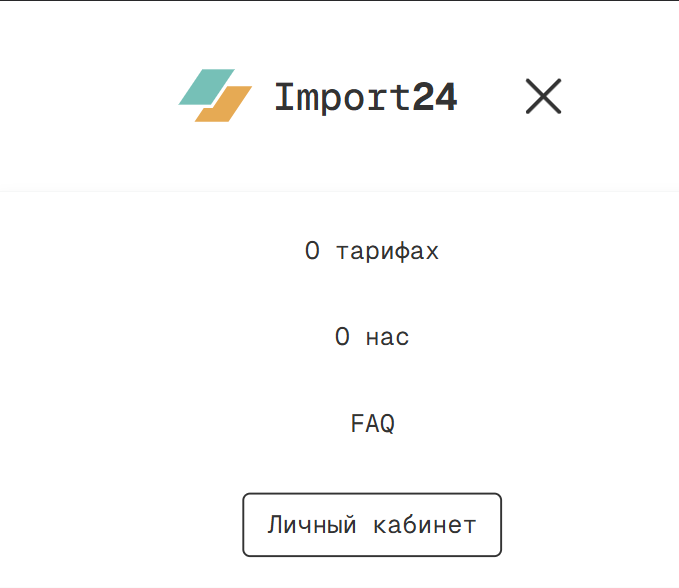 Import24
О тарифах
О нас
FAQ
Личный кабинет